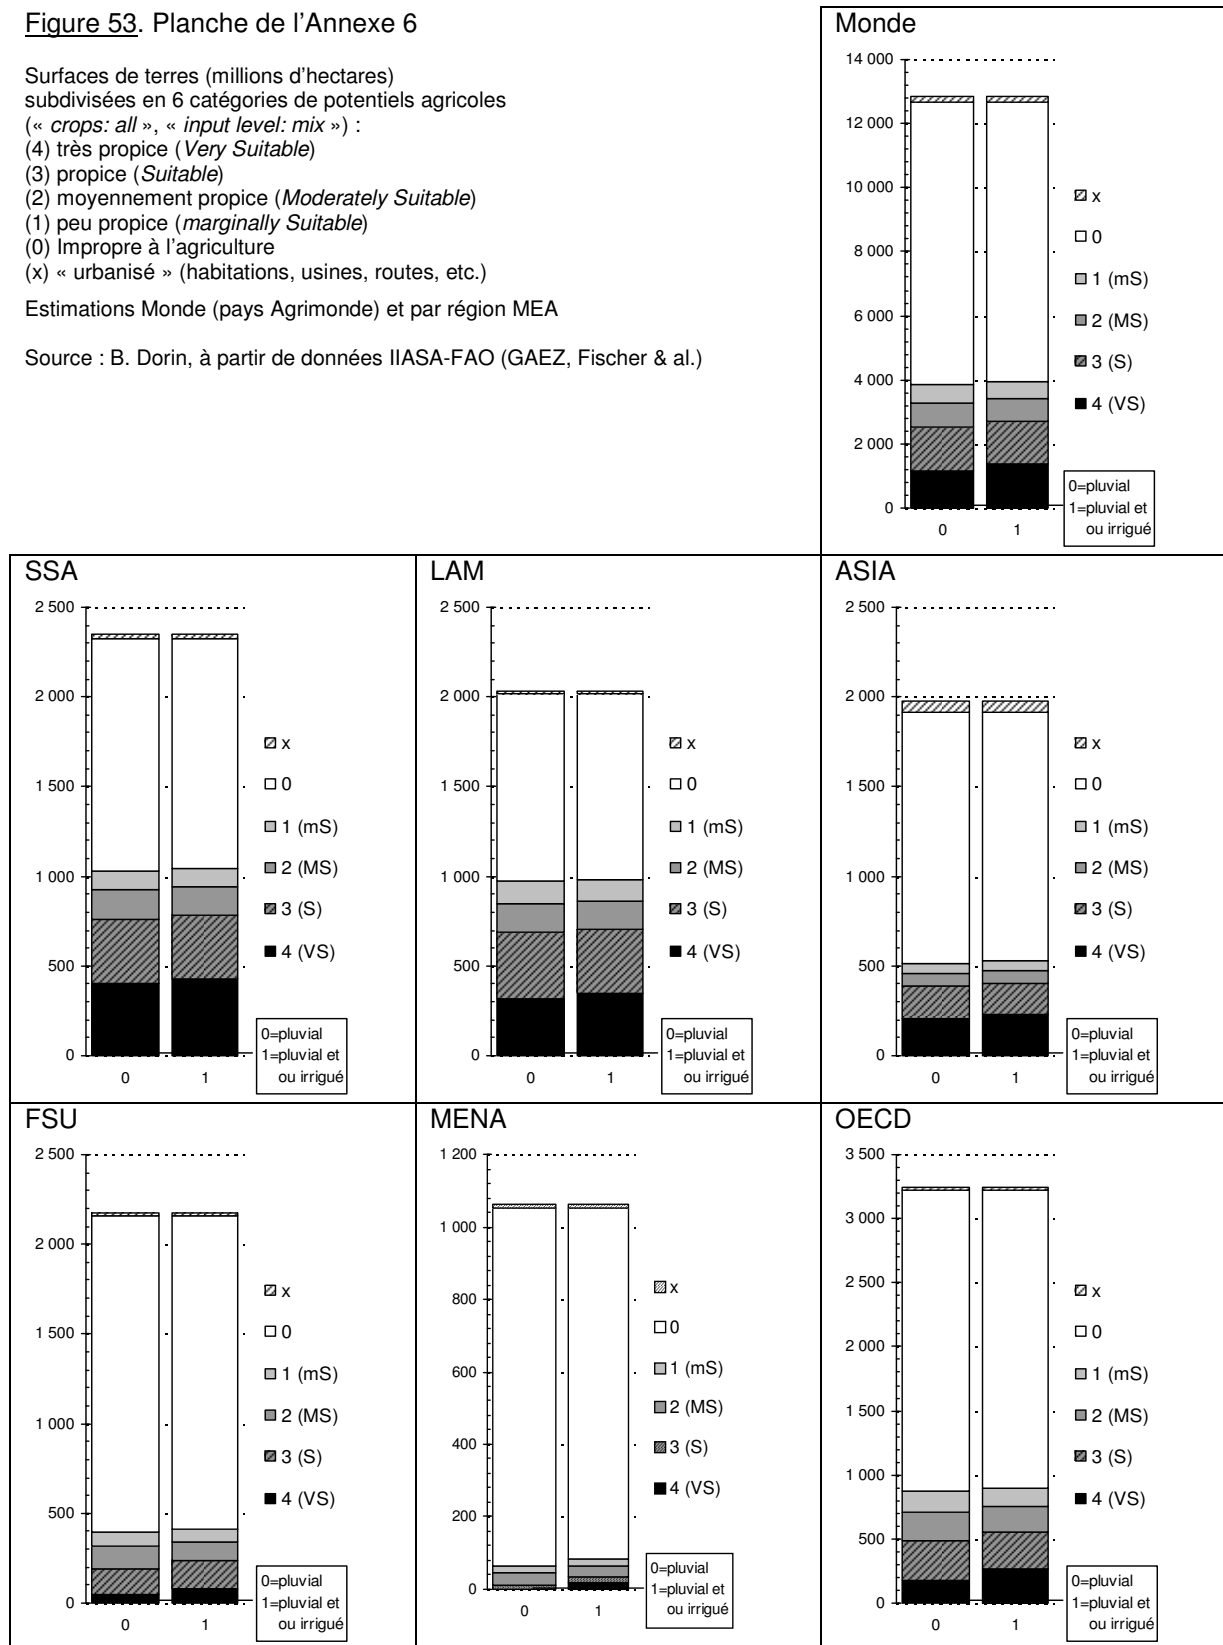 Figure 53. Planche de l'Annexe 6
Surfaces de terres (millions d'hectares)
subdivisées en 6 catégories de potentiels agricoles
(« crops: all », « input level: mix ») :
(4) très propice (Very Suitable)
(3) propice (Suitable)
(2) moyennement propice (Moderately Suitable)
(1) peu propice (marginally Suitable)
(0) Impropre à l'agriculture
(x) « urbanisé » (habitations, usines, routes, etc.)
Estimations Monde (pays Agrimonde) et par région MEA
Source : B. Dorin, à partir de données IIASA-FAO (GAEZ, Fischer & al.)
Monde
14 000
12 000
10 000
8 000
6 000
4 000
2 000
0
0
1
x
0
1 (mS)
2 (MS)
3 (S)
4 (VS)
0=pluvial
1=pluvial et
ou irrigué
SSA
2 500
2 000
1 500
1 000
500
0
0
1
x
0
1 (mS)
2 (MS)
3 (S)
4 (VS)
0=pluvial
1=pluvial et
ou irrigué
LAM
2 500
2 000
1 500
1 000
500
0
0
1
x
0
1 (mS)
2 (MS)
3 (S)
4 (VS)
0=pluvial
1=pluvial et
ou irrigué
ASIA
2 500
2 000
1 500
1 000
500
0
0
1
x
0
1 (mS)
2 (MS)
3 (S)
4 (VS)
0=pluvial
1=pluvial et
ou irrigué
FSU
2 500
2 000
1 500
1 000
500
0
0
1
x
0
1 (mS)
2 (MS)
3 (S)
4 (VS)
0=pluvial
1=pluvial et
ou irrigué
MENA
1 200
1 000
800
600
400
200
0
0
1
x
0
1 (mS)
2 (MS)
3 (S)
4 (VS)
0=pluvial
1=pluvial et
ou irrigué
OECD
3 500
3 000
2 500
2 000
1 500
1 000
500
0
0
1
x
0
1 (mS)
2 (MS)
3 (S)
4 (VS)
0=pluvial
1=pluvial et
ou irrigué